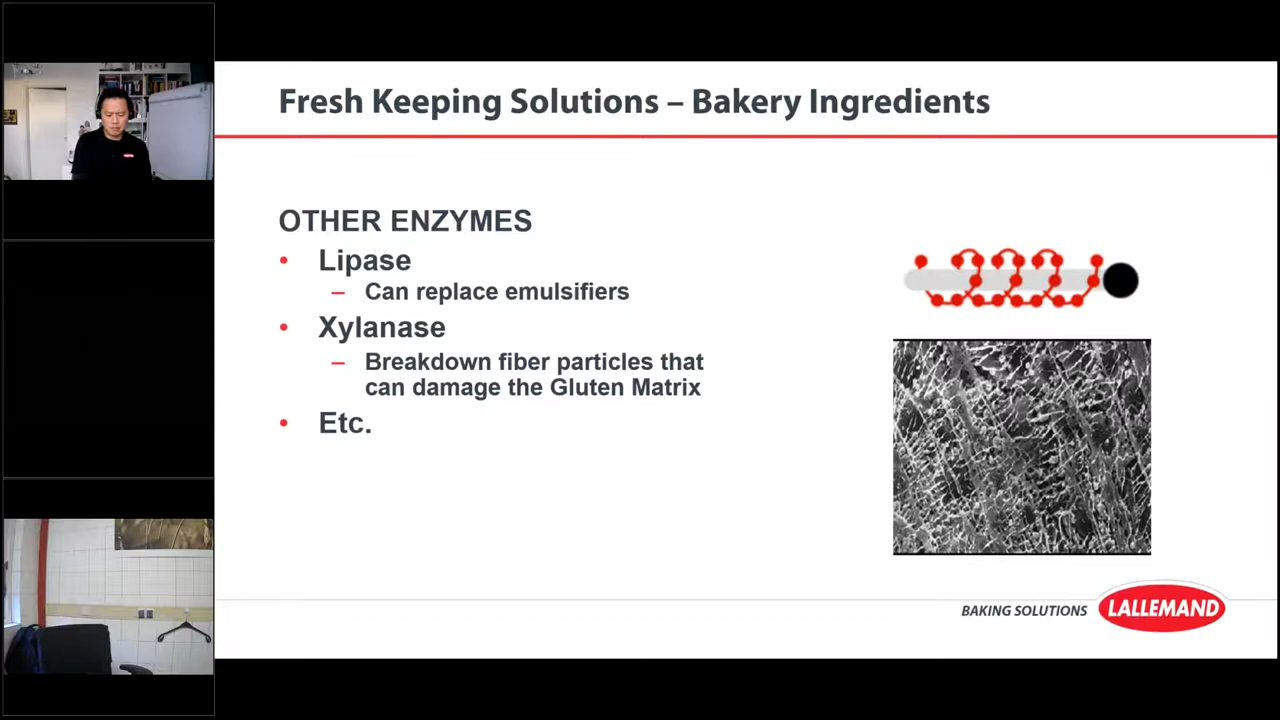 Fresh Keeping Solutions – Bakery Ingredients
OTHER ENZYMES
• Lipase
– Can replace emulsifiers
• Xylanase
– Breakdown fiber particles that
can damage the Gluten Matrix
• Etc.
BAKING SOLUTIONS LALLEMAND